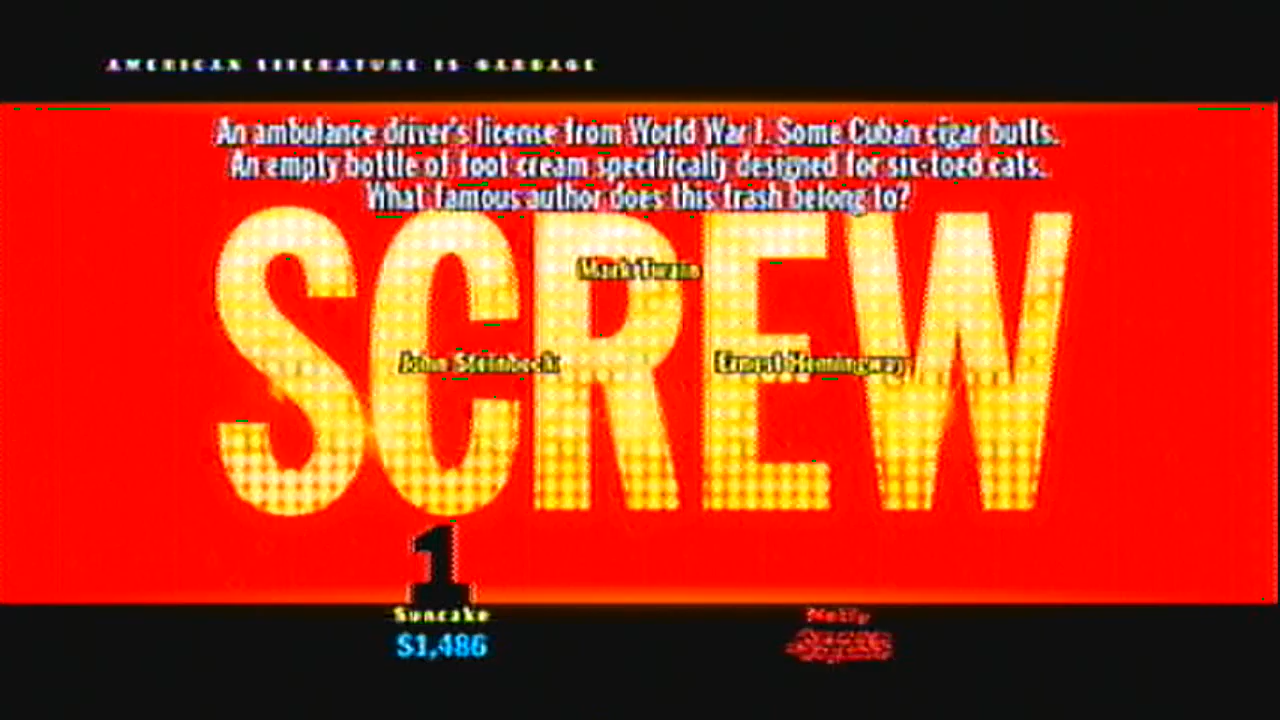 AMERICAN LITERATURE IS GARBAGE
An ambulance driver's license from World War I. Some Cuban cigar butts.
An empty bottle of foot cream specifically designed for six-toed cats.
What famous author does this trash belong to?
SCREW
Mark Twain
John Steinbeck
Ernest Hemingway
1
Suncake
$1,486